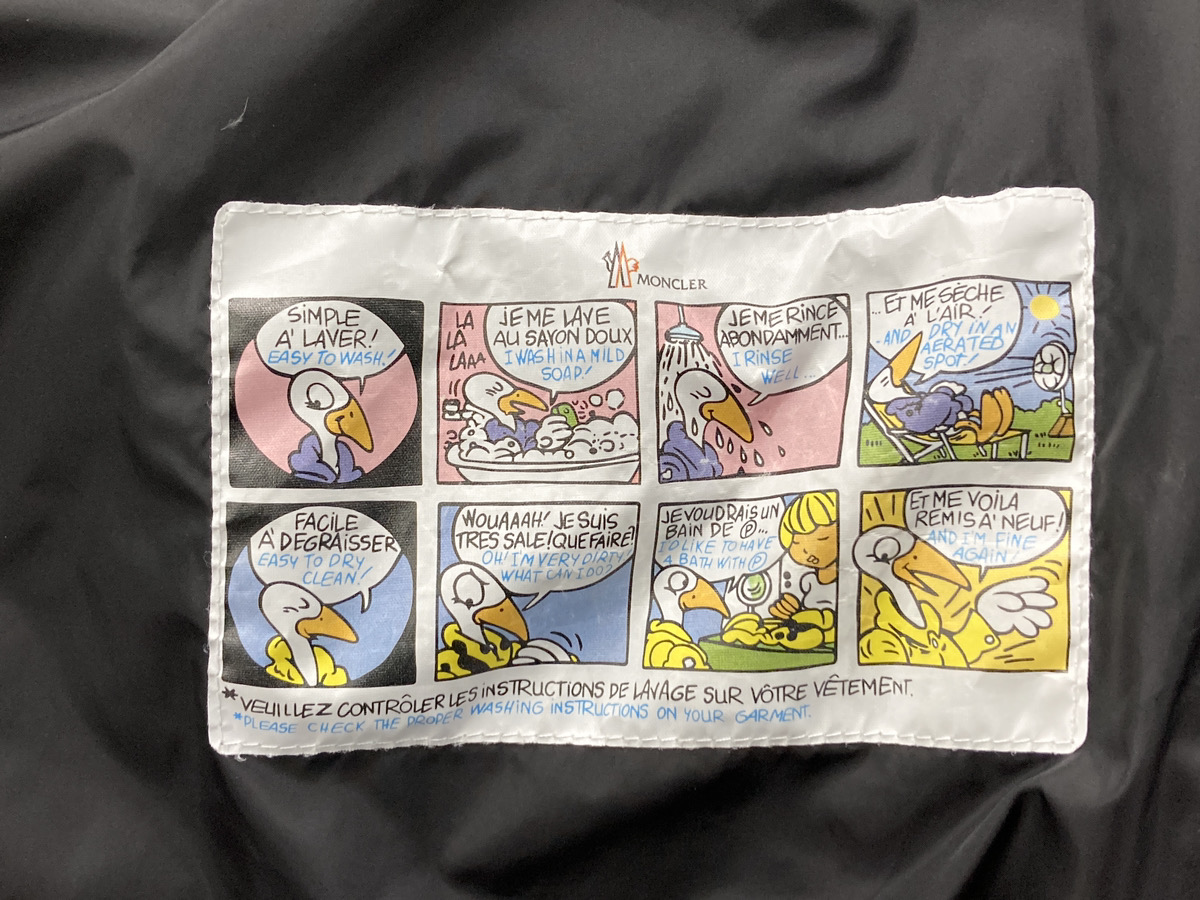 MONCLER
SIMPLE
A' LAVER!
EASY TO WASH!
LA
LA
LAAA
JE ME LAVE
AU SAYON DOUX
I WASH IN A MILD
SOAP!
JE ME RINCE
ABONDAMMENT...
I RINSE
WELL...
...ET ME SÈCHE
A' L'AIR!
AND DRY IN AN
AERATED
SPOT!
FACILE
A' DEGRAISSER
EASY TO DRY
CLEAN!
WOUAAAH! JE SUIS
TRES SALE! QUE FAIRE?
OH! I'M VERY DIRTY
WHAT CAN I DO?
JE VOUDRAIS UN
BAIN DE Ⓟ...
I'D LIKE TO HAVE
A BATH WITH Ⓟ
ET ME VOILA
REMIS A' NEUF!
AND I'M FINE
AGAIN!
*VEUILLEZ CONTRÔLER LES INSTRUCTIONS DE LAVAGE SUR VÔTRE VÊTEMENT.
*PLEASE CHECK THE PROPER WASHING INSTRUCTIONS ON YOUR GARMENT.